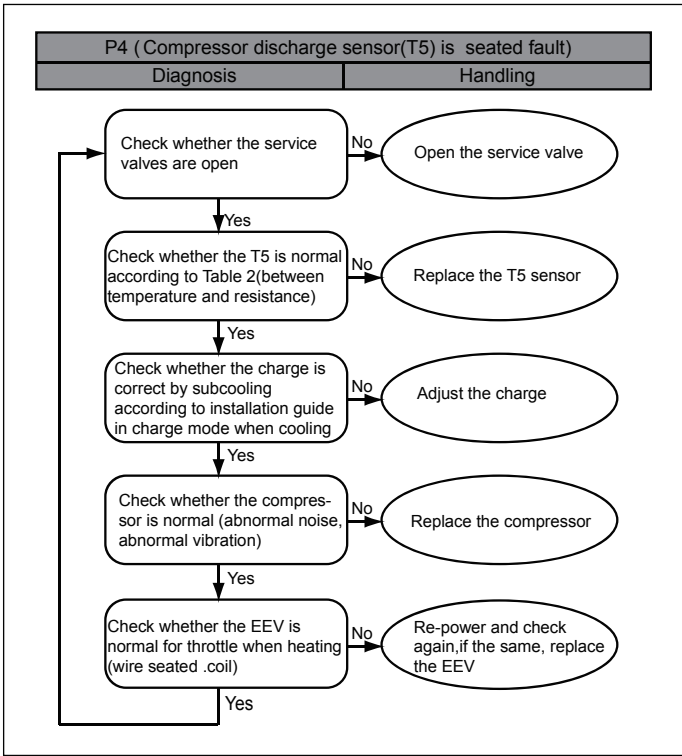 P4 ( Compressor discharge sensor(T5) is  seated fault)
Diagnosis
Handling
Check whether the service
valves are open
No
Open the service valve
Yes
Check whether the T5 is normal
according to Table 2(between
temperature and resistance)
No
Replace the T5 sensor
Yes
Check whether the charge is
correct by subcooling
according to installation guide
in charge mode when cooling
No
Adjust the charge
Yes
Check whether the compres-
sor is normal (abnormal noise,
abnormal vibration)
No
Replace the compressor
Yes
Check whether the EEV is
normal for throttle when heating
(wire seated .coil)
No
Re-power and check
again,if the same, replace
the EEV
Yes